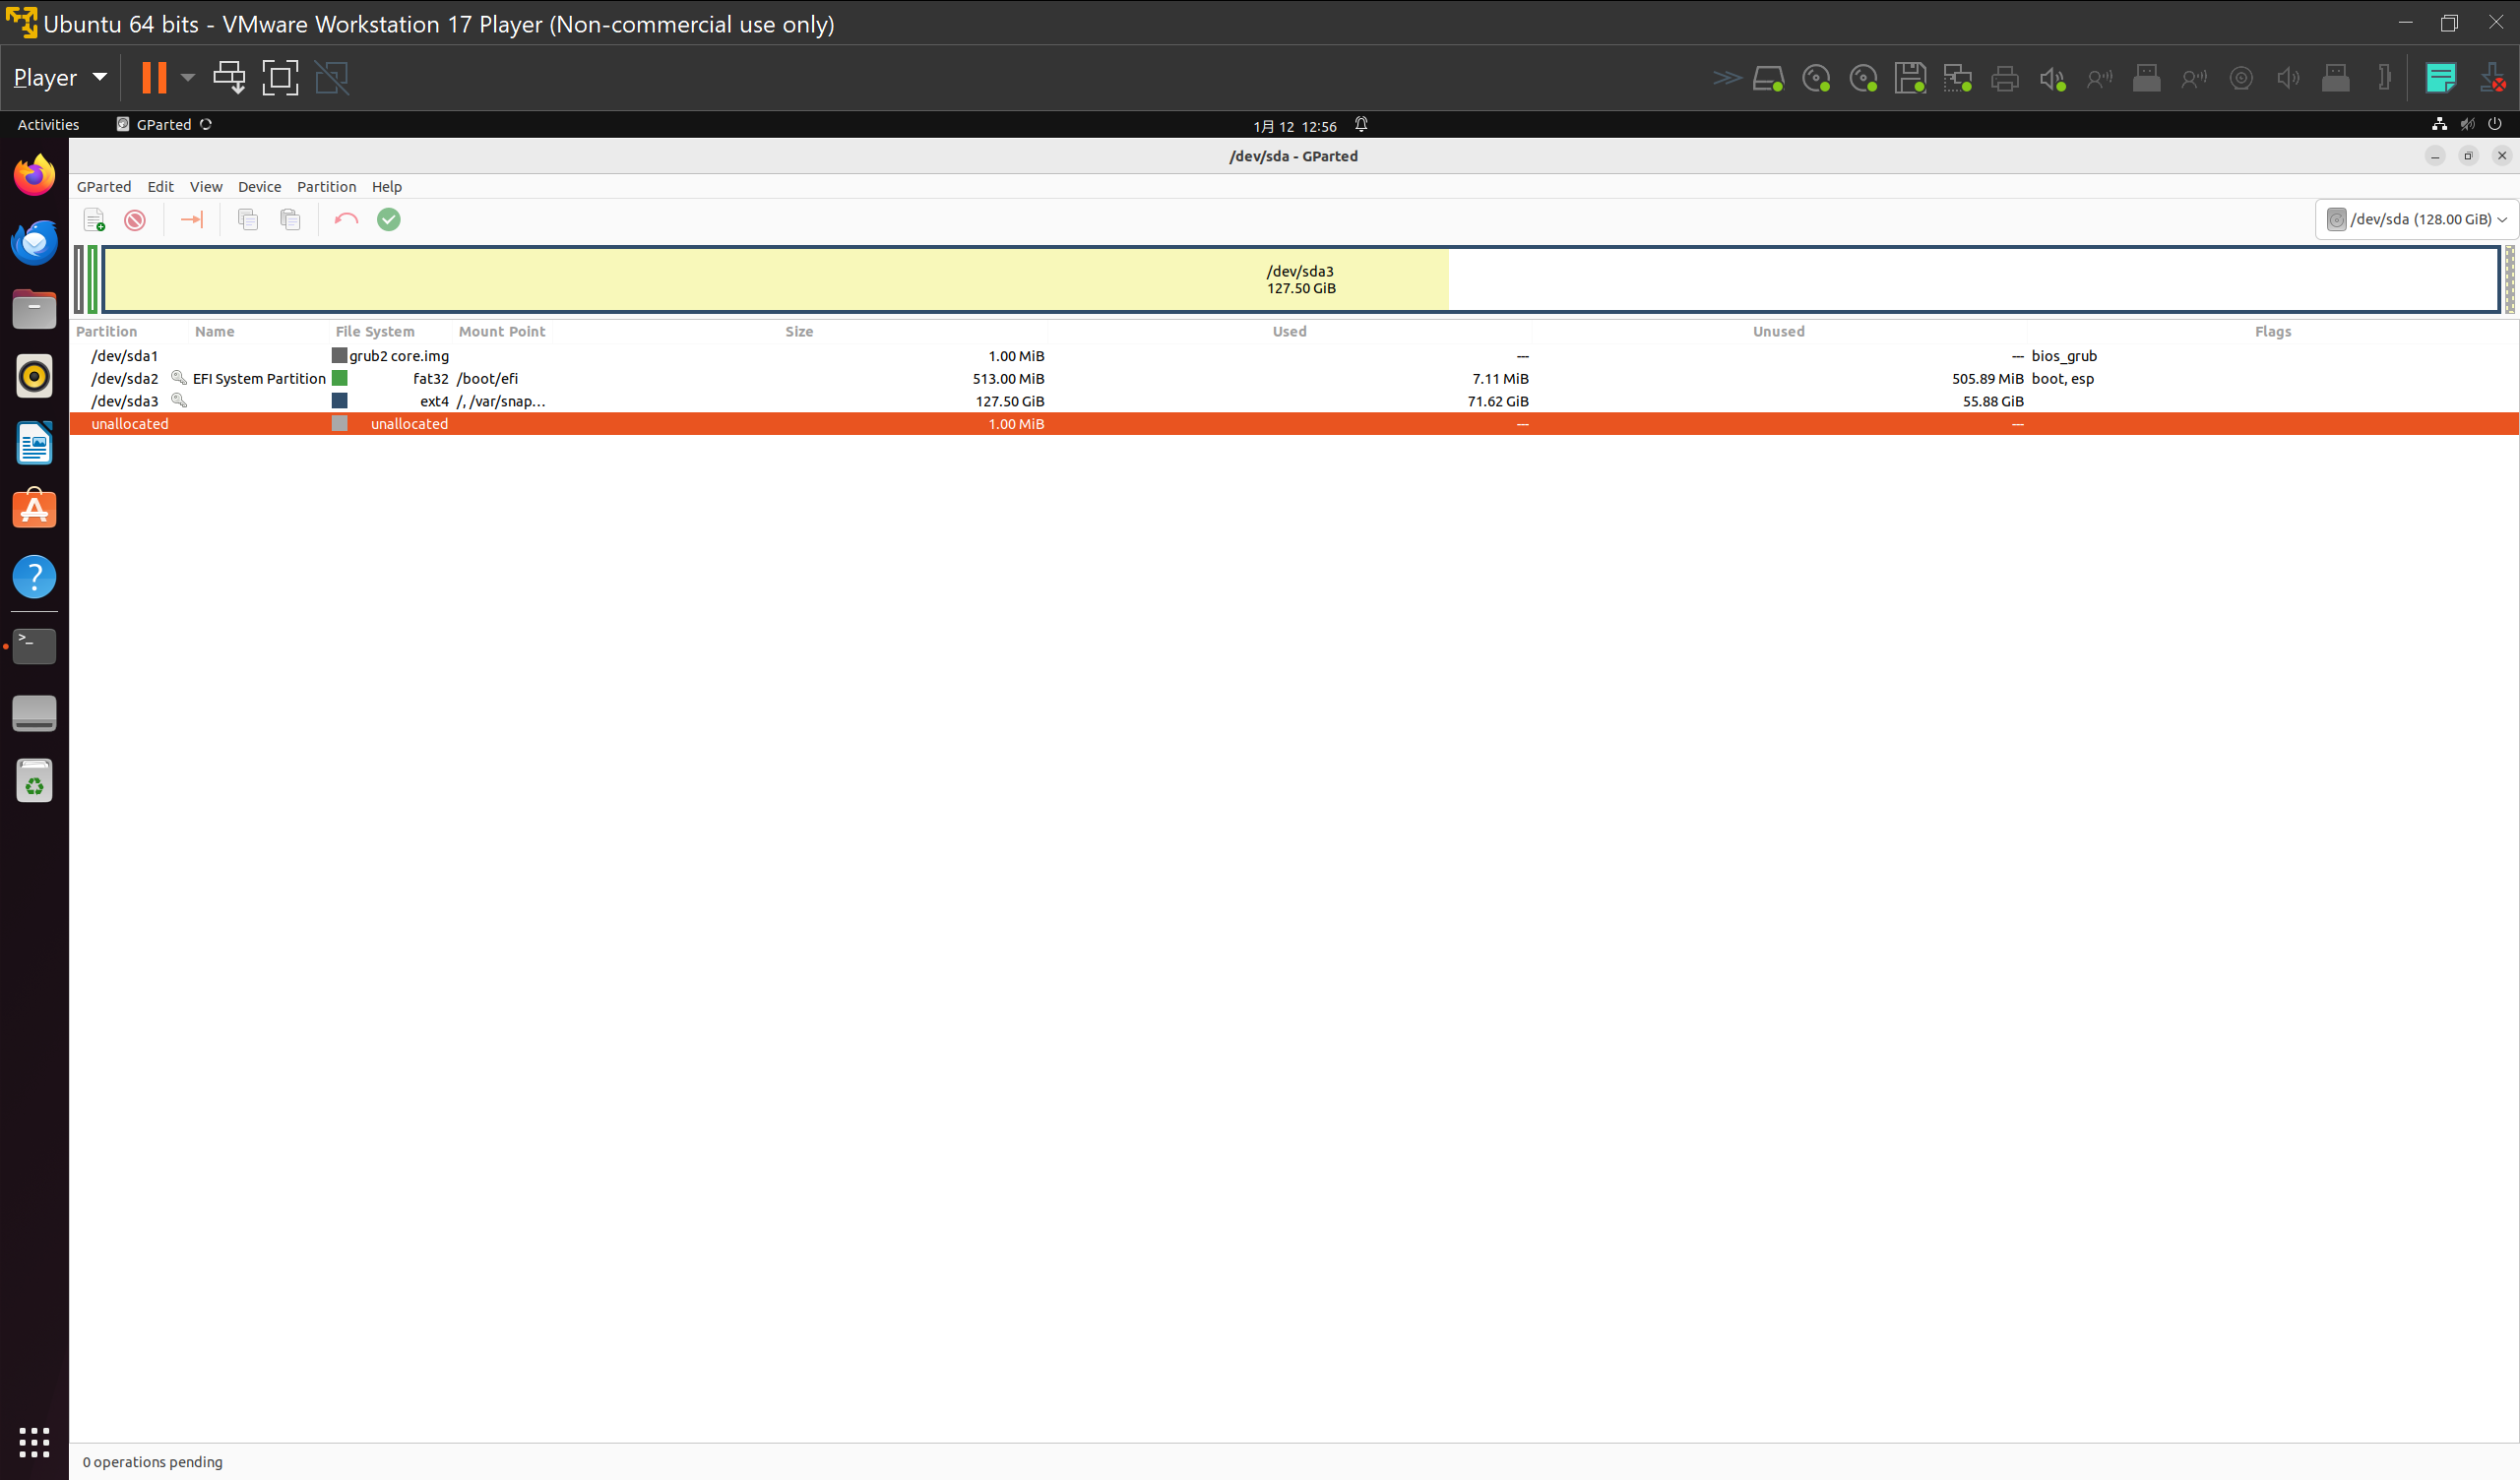 Ubuntu 64 bits - VMware Workstation 17 Player (Non-commercial use only)
Player
Activities GParted 1月 12 12:56
/dev/sda - GParted
GParted Edit View Device Partition Help
/dev/sda (128.00 GiB)
/dev/sda3
127.50 GiB
Partition Name File System Mount Point Size Used Unused Flags
/dev/sda1 grub2 core.img 1.00 MiB --- --- bios_grub
/dev/sda2 EFI System Partition fat32 /boot/efi 513.00 MiB 7.11 MiB 505.89 MiB boot, esp
/dev/sda3 ext4 /, /var/snap... 127.50 GiB 71.62 GiB 55.88 GiB
unallocated unallocated 1.00 MiB --- ---
0 operations pending